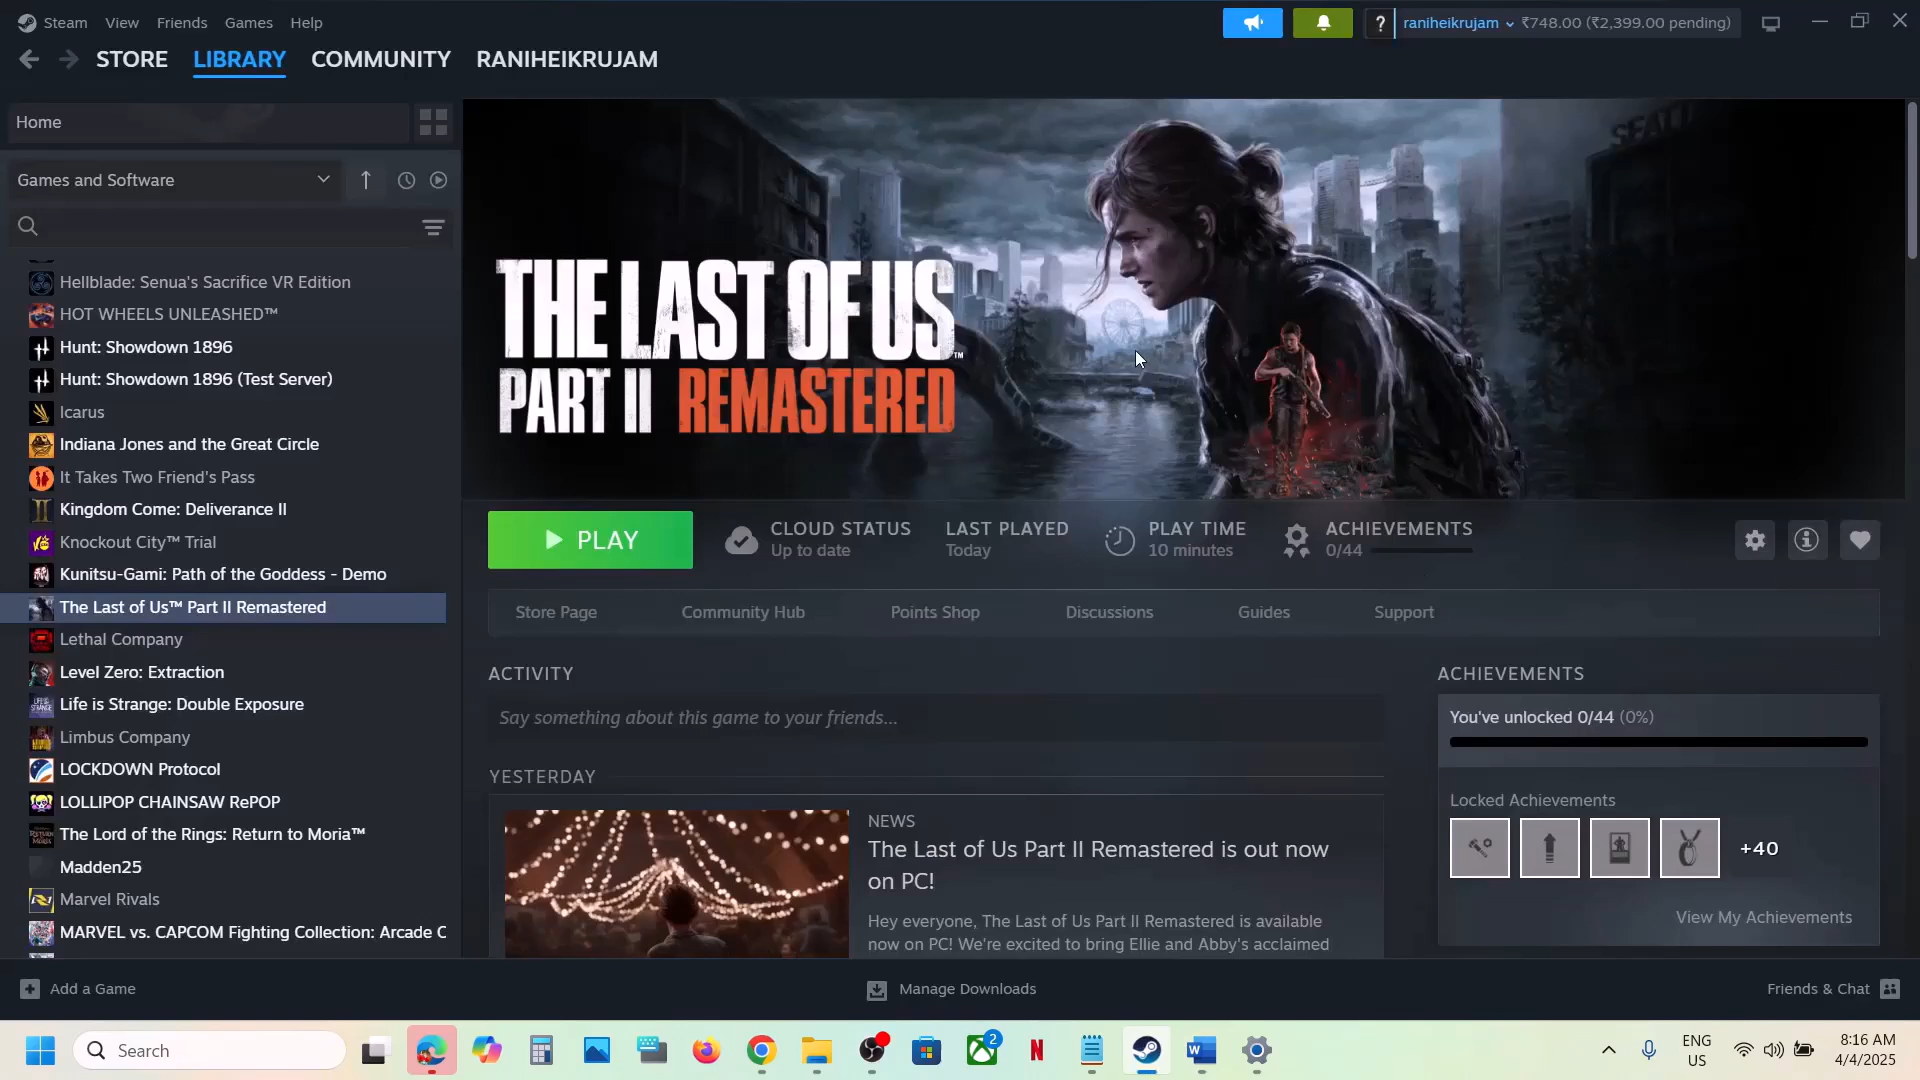 Steam View Friends Games Help
? raniheikrujam ₹748.00 (₹2,399.00 pending)
STORE LIBRARY COMMUNITY RANIHEIKRUJAM
Home
Games and Software
Hellblade: Senua's Sacrifice VR Edition
HOT WHEELS UNLEASHED™
Hunt: Showdown 1896
Hunt: Showdown 1896 (Test Server)
Icarus
Indiana Jones and the Great Circle
It Takes Two Friend's Pass
Kingdom Come: Deliverance II
Knockout City™ Trial
Kunitsu-Gami: Path of the Goddess - Demo
The Last of Us™ Part II Remastered
Lethal Company
Level Zero: Extraction
Life is Strange: Double Exposure
Limbus Company
LOCKDOWN Protocol
LOLLIPOP CHAINSAW RePOP
The Lord of the Rings: Return to Moria™
Madden25
Marvel Rivals
MARVEL vs. CAPCOM Fighting Collection: Arcade C
THE LAST OF US™
PART II REMASTERED
PLAY
CLOUD STATUS
Up to date
LAST PLAYED
Today
PLAY TIME
10 minutes
ACHIEVEMENTS
0/44
Store Page Community Hub Points Shop Discussions Guides Support
ACTIVITY
Say something about this game to your friends...
YESTERDAY
NEWS
The Last of Us Part II Remastered is out now
on PC!
Hey everyone, The Last of Us Part II Remastered is available
now on PC! We're excited to bring Ellie and Abby's acclaimed
ACHIEVEMENTS
You've unlocked 0/44 (0%)
Locked Achievements
+40
View My Achievements
Add a Game
Manage Downloads
Friends & Chat
Search
2
ENG
US
8:16 AM
4/4/2025